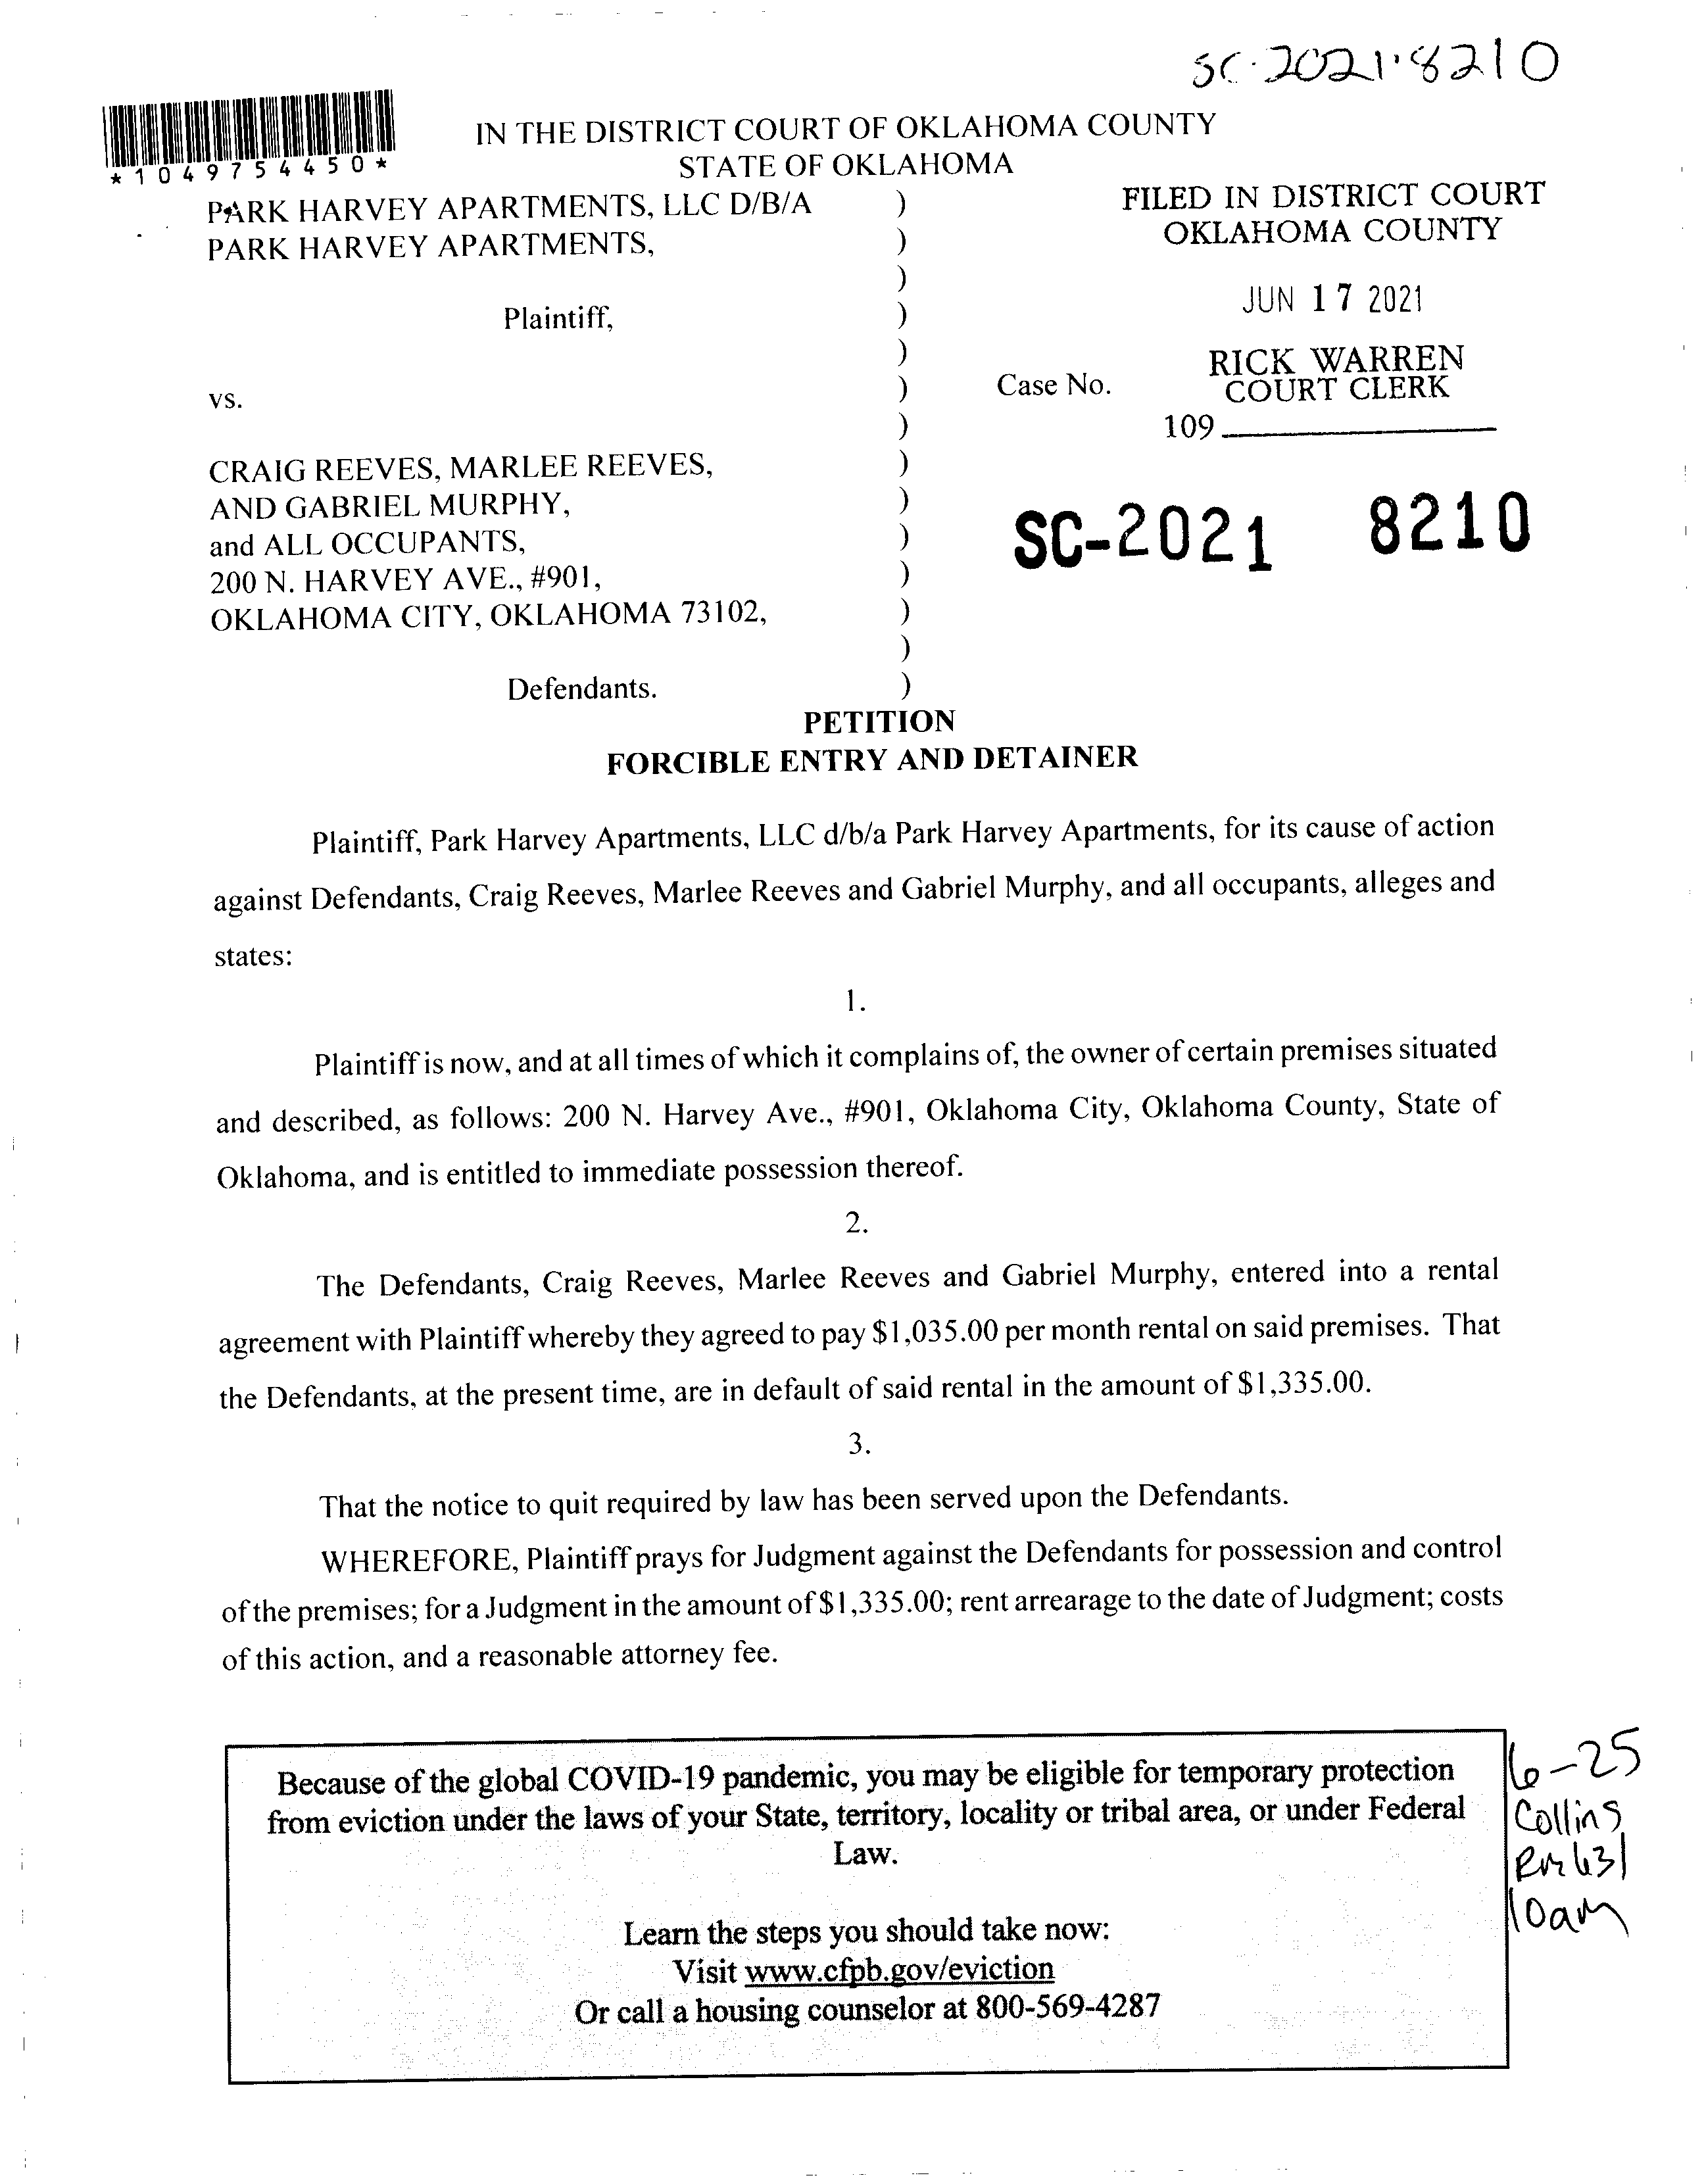 SC-2021-8210
*1049754450*
IN THE DISTRICT COURT OF OKLAHOMA COUNTY
STATE OF OKLAHOMA
PARK HARVEY APARTMENTS, LLC D/B/A )
PARK HARVEY APARTMENTS, )
)
Plaintiff, )
)
vs. )
)
CRAIG REEVES, MARLEE REEVES, )
AND GABRIEL MURPHY, )
and ALL OCCUPANTS, )
200 N. HARVEY AVE., #901, )
OKLAHOMA CITY, OKLAHOMA 73102, )
)
Defendants. )
FILED IN DISTRICT COURT
OKLAHOMA COUNTY
JUN 17 2021
RICK WARREN
Case No. COURT CLERK
109
SC-2021 8210
PETITION
FORCIBLE ENTRY AND DETAINER
Plaintiff, Park Harvey Apartments, LLC d/b/a Park Harvey Apartments, for its cause of action
against Defendants, Craig Reeves, Marlee Reeves and Gabriel Murphy, and all occupants, alleges and
states:
1.
Plaintiff is now, and at all times of which it complains of, the owner of certain premises situated
and described, as follows: 200 N. Harvey Ave., #901, Oklahoma City, Oklahoma County, State of
Oklahoma, and is entitled to immediate possession thereof.
2.
The Defendants, Craig Reeves, Marlee Reeves and Gabriel Murphy, entered into a rental
agreement with Plaintiff whereby they agreed to pay $1,035.00 per month rental on said premises. That
the Defendants, at the present time, are in default of said rental in the amount of $1,335.00.
3.
That the notice to quit required by law has been served upon the Defendants.
WHEREFORE, Plaintiff prays for Judgment against the Defendants for possession and control
of the premises; for a Judgment in the amount of $1,335.00; rent arrearage to the date of Judgment; costs
of this action, and a reasonable attorney fee.
Because of the global COVID-19 pandemic, you may be eligible for temporary protection
from eviction under the laws of your State, territory, locality or tribal area, or under Federal
Law.
Learn the steps you should take now:
Visit www.cfpb.gov/eviction
Or call a housing counselor at 800-569-4287
6-25
Collins
Rm 631
10am